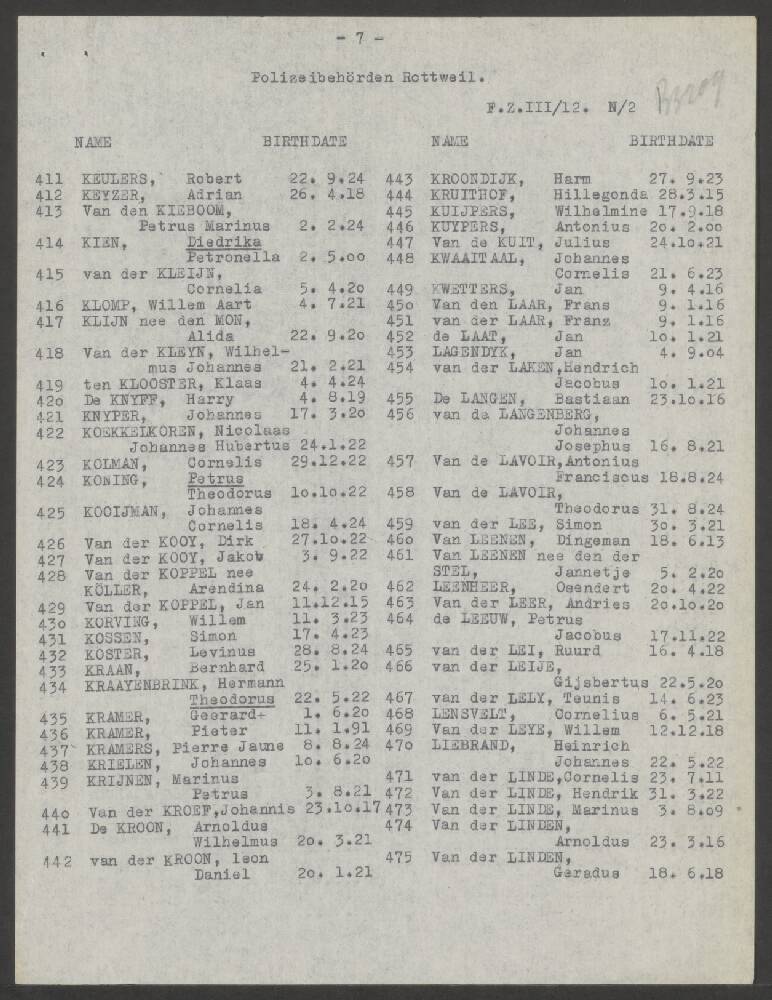 - 7 -
Polizeibehörden Rottweil.
F.Z.III/12. N/2
NAME BIRTHDATE
411 KEULERS, Robert 22. 9.24
412 KEYZER, Adrian 26. 4.18
413 Van den KIEBOOM,
Petrus Marinus 2. 2.24
414 KIEN, Diedrika
Petronella 2. 5.oo
415 van der KLEIJN,
Cornelia 5. 4.2o
416 KLOMP, Willem Aart 4. 7.21
417 KLIJN nee den MON,
Alida 22. 9.2o
418 Van der KLEYN, Wilhel-
mus Johannes 21. 2.21
419 ten KLOOSTER, Klaas 4. 4.24
42o De KNYFF, Harry 4. 8.19
421 KNYPER, Johannes 17. 3.2o
422 KOEKKELKOREN, Nicolaas
Johannes Hubertus 24.1.22
423 KOLMAN, Cornelis 29.12.22
424 KONING, Petrus
Theodorus 1o.1o.22
425 KOOIJMAN, Johannes
Cornelis 18. 4.24
426 Van der KOOY, Dirk 27.1o.22
427 Van der KOOY, Jakob 3. 9.22
428 Van der KOPPEL nee
KÖLLER, Arendina 24. 2.2o
429 Van der KOPPEL, Jan 11.12.15
43o KORVING, Willem 11. 3.23
431 KOSSEN, Simon 17. 4.23
432 KOSTER, Levinus 28. 8.24
433 KRAAN, Bernhard 25. 1.2o
434 KRAAYENBRINK, Hermann
Theodorus 22. 5.22
435 KRAMER, Geerard+ 1. 6.2o
436 KRAMER, Pieter 11. 1.91
437 KRAMERS, Pierre Jaune 8. 8.24
438 KRIELEN, Johannes 1o. 6.2o
439 KRIJNEN, Marinus
Petrus 3. 8.21
44o Van der KROEF,Johannis 23.1o.17
441 De KROON, Arnoldus
Wilhelmus 2o. 3.21
442 van der KROON, leon
Daniel 2o. 1.21
NAME BIRTHDATE
443 KROONDIJK, Harm 27. 9.23
444 KRUITHOF, Hillegonda 28.3.15
445 KUIJPERS, Wilhelmine 17.9.18
446 KUYPERS, Antonius 2o. 2.oo
447 Van de KUIT, Julius 24.1o.21
448 KWAAITAAL, Johannes
Cornelis 21. 6.23
449 KWETTERS, Jan 9. 4.16
45o Van den LAAR, Frans 9. 1.16
451 van der LAAR, Franz 9. 1.16
452 de LAAT, Jan 1o. 1.21
453 LAGENDYK, Jan 4. 9.o4
454 van der LAKEN,Hendrich
Jacobus 1o. 1.21
455 De LANGEN, Bastiaan 23.1o.16
456 van de LANGENBERG,
Johannes
Josephus 16. 8.21
457 Van de LAVOIR,Antonius
Franciscus 18.8.24
458 Van de LAVOIR,
Theodorus 31. 8.24
459 van der LEE, Simon 3o. 3.21
46o Van LEENEN, Dingeman 18. 6.13
461 Van LEENEN nee den der
STEL, Jannetje 5. 2.2o
462 LEENHEER, Osendert 2o. 4.22
463 Van der LEER, Andries 2o.1o.2o
464 de LEEUW, Petrus
Jacobus 17.11.22
465 van der LEI, Ruurd 16. 4.18
466 van der LEIJE,
Gijsbertus 22.5.2o
467 van der LELY, Teunis 14. 6.23
468 LENSVELT, Cornelius 6. 5.21
469 Van der LEYE, Willem 12.12.18
47o LIEBRAND, Heinrich
Johannes 22. 5.22
471 van der LINDE,Cornelis 23. 7.11
472 Van der LINDE, Hendrik 31. 3.22
473 Van der LINDE, Marinus 3. 8.o9
474 Van der LINDEN,
Arnoldus 23. 3.16
475 Van der LINDEN,
Geradus 18. 6.18